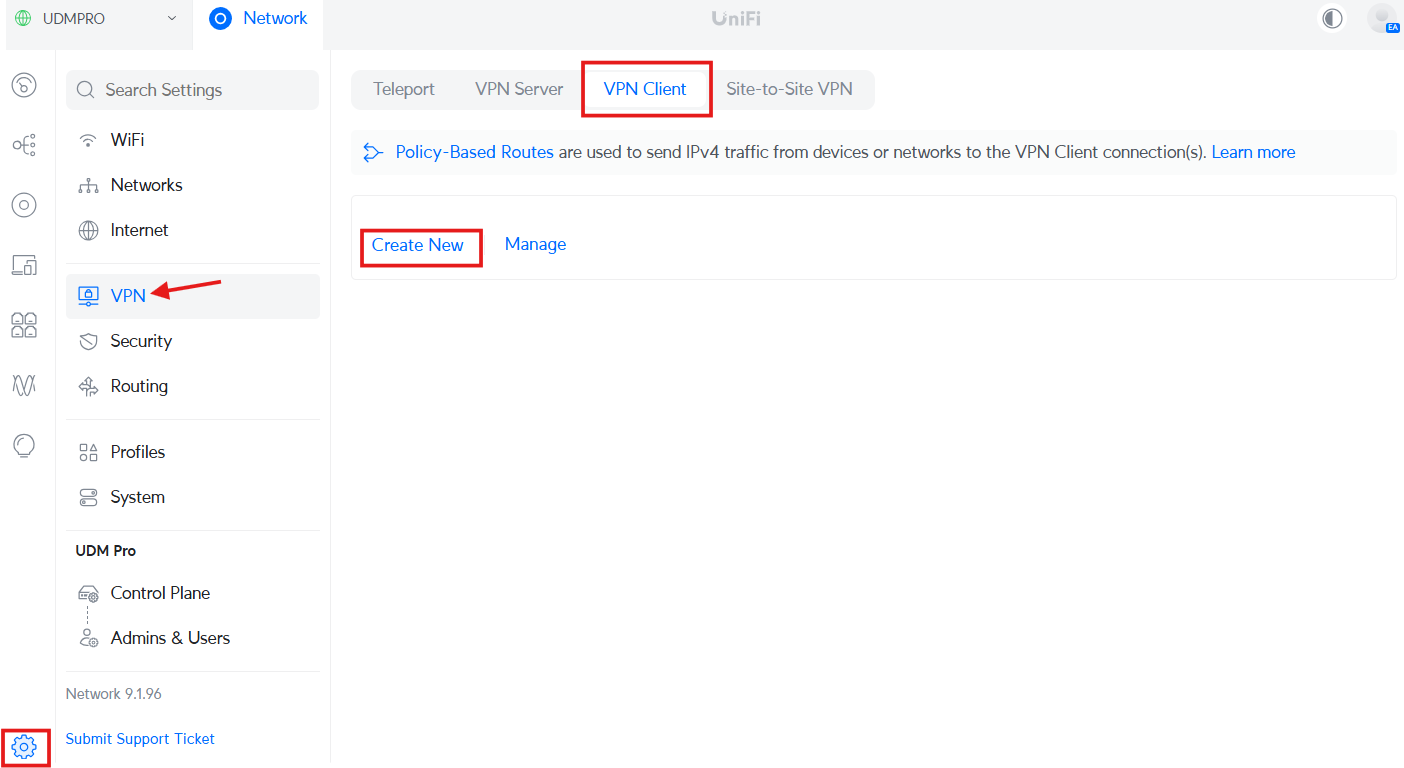 UDMPRO
Network
UniFi
EA
Search Settings
WiFi
Networks
Internet
VPN
Security
Routing
Profiles
System
UDM Pro
Control Plane
Admins & Users
Network 9.1.96
Submit Support Ticket
Teleport VPN Server VPN Client Site-to-Site VPN
Policy-Based Routes are used to send IPv4 traffic from devices or networks to the VPN Client connection(s). Learn more
Create New Manage